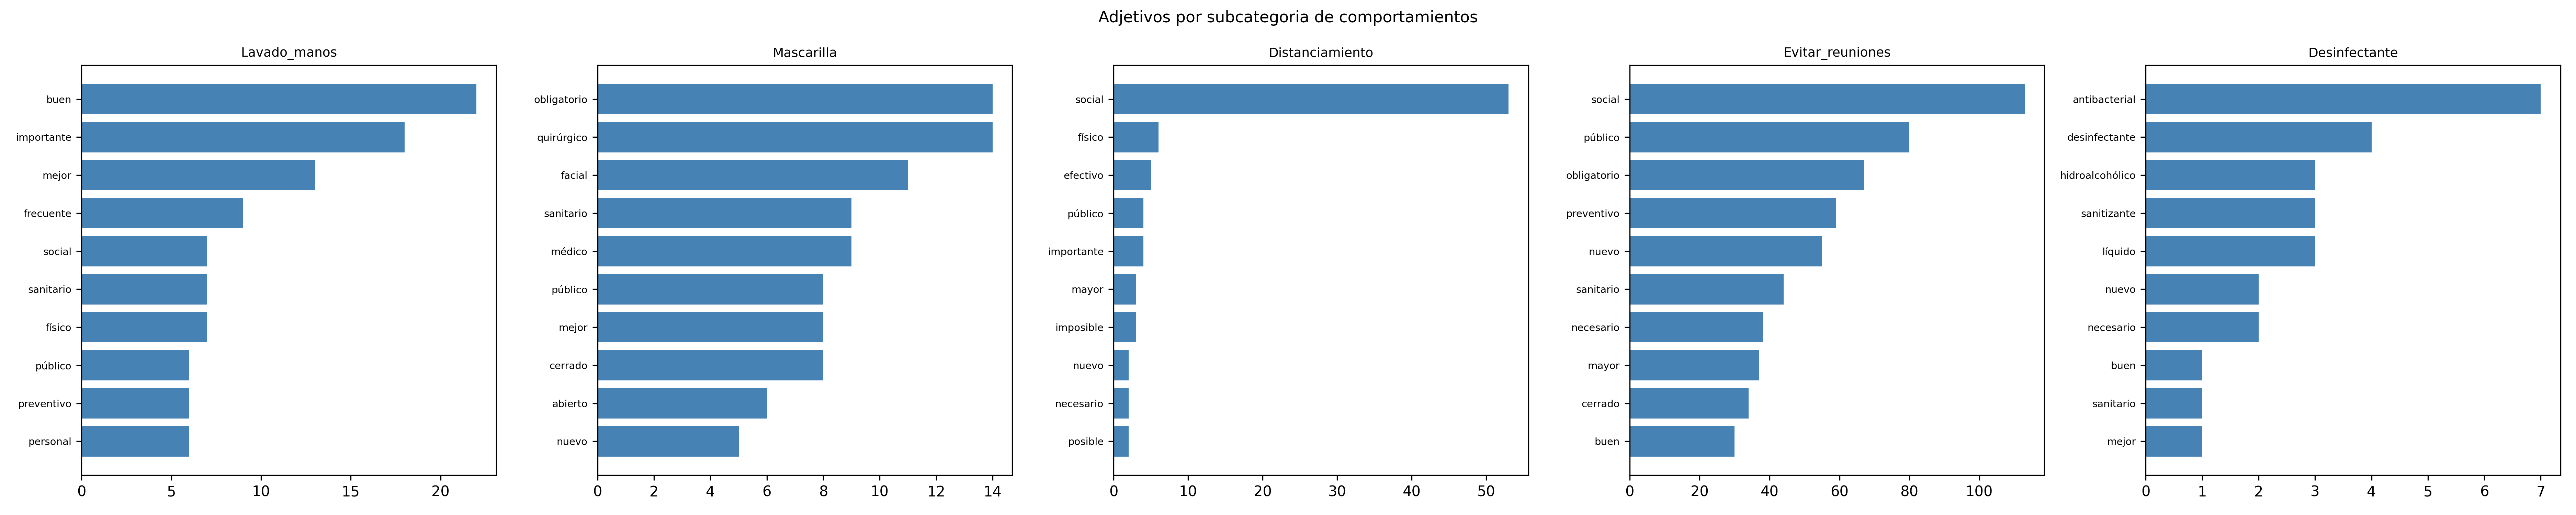 Adjetivos por subcategoria de comportamientos
Lavado_manos
buen
importante
mejor
frecuente
social
sanitario
físico
público
preventivo
personal
0 5 10 15 20
Mascarilla
obligatorio
quirúrgico
facial
sanitario
médico
público
mejor
cerrado
abierto
nuevo
0 2 4 6 8 10 12 14
Distanciamiento
social
físico
efectivo
público
importante
mayor
imposible
nuevo
necesario
posible
0 10 20 30 40 50
Evitar_reuniones
social
público
obligatorio
preventivo
nuevo
sanitario
necesario
mayor
cerrado
buen
0 20 40 60 80 100
Desinfectante
antibacterial
desinfectante
hidroalcohólico
sanitizante
líquido
nuevo
necesario
buen
sanitario
mejor
0 1 2 3 4 5 6 7